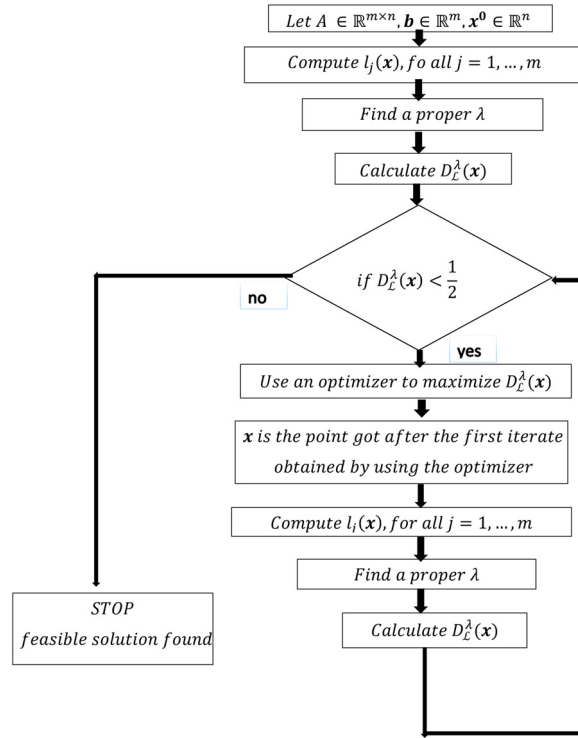 Let A ∈ ℝ^{m×n}, b ∈ ℝ^m, x^0 ∈ ℝ^n
Compute l_j(x), fo all j = 1, …, m
Find a proper λ
Calculate D_ℒ^λ(x)
if D_ℒ^λ(x) < 1/2
no
yes
Use an optimizer to maximize D_ℒ^λ(x)
x is the point got after the first iterate
obtained by using the optimizer
Compute l_i(x), for all j = 1, …, m
Find a proper λ
STOP
feasible solution found
Calculate D_ℒ^λ(x)